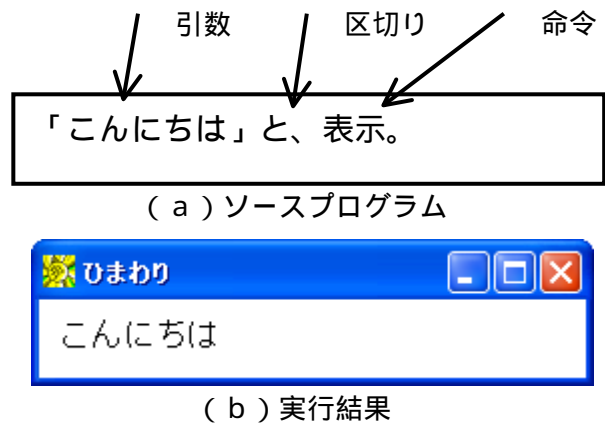 引数 区切り 命令
「こんにちは」と、表示。
(a)ソースプログラム
ひまわり
こんにちは
(b)実行結果